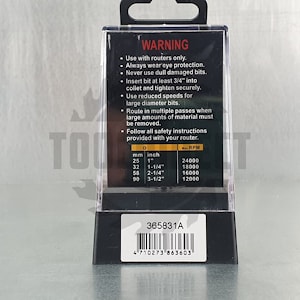 WARNING
• Use with routers only.
• Always wear eye protection.
• Never use dull damaged bits.
• Insert bit at least 3/4" into
collet and tighten securely.
• Use reduced speeds for
large diameter bits.
• Route in multiple passes when
large amounts of material must
be removed.
• Follow all safety instructions
provided with your router.
D RPM
mm inch
25 1" 24000
32 1-1/4" 18000
58 2-1/4" 16000
90 3-1/2" 12000
365831A
4 710273 863603